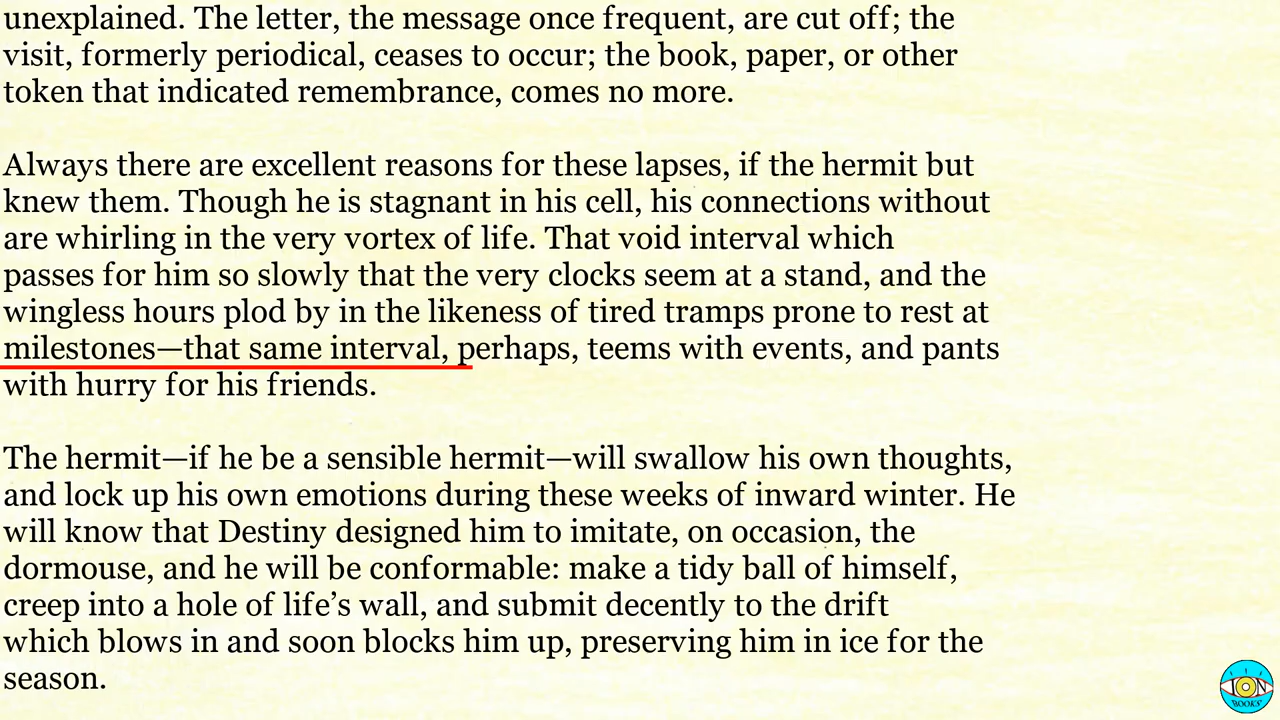 unexplained. The letter, the message once frequent, are cut off; the
visit, formerly periodical, ceases to occur; the book, paper, or other
token that indicated remembrance, comes no more.
Always there are excellent reasons for these lapses, if the hermit but
knew them. Though he is stagnant in his cell, his connections without
are whirling in the very vortex of life. That void interval which
passes for him so slowly that the very clocks seem at a stand, and the
wingless hours plod by in the likeness of tired tramps prone to rest at
milestones—that same interval, perhaps, teems with events, and pants
with hurry for his friends.
The hermit—if he be a sensible hermit—will swallow his own thoughts,
and lock up his own emotions during these weeks of inward winter. He
will know that Destiny designed him to imitate, on occasion, the
dormouse, and he will be conformable: make a tidy ball of himself,
creep into a hole of life’s wall, and submit decently to the drift
which blows in and soon blocks him up, preserving him in ice for the
season.
ION
BOOKS